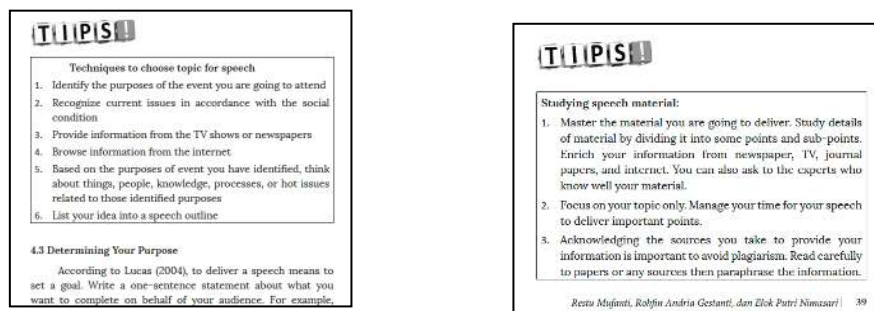 TIPS!
Techniques to choose topic for speech
1. Identify the purposes of the event you are going to attend
2. Recognize current issues in accordance with the social
condition
3. Provide information from the TV shows or newspapers
4. Browse information from the internet
5. Based on the purposes of event you have identified, think
about things, people, knowledge, processes, or hot issues
related to those identified purposes
6. List your idea into a speech outline
4.3 Determining Your Purpose
According to Lucas (2004), to deliver a speech means to
set a goal. Write a one-sentence statement about what you
want to complete on behalf of your audience. For example,
TIPS!
Studying speech material:
1. Master the material you are going to deliver. Study details
of material by dividing it into some points and sub-points.
Enrich your information from newspaper, TV, journal
papers, and internet. You can also ask to the experts who
know well your material.
2. Focus on your topic only. Manage your time for your speech
to deliver important points.
3. Acknowledging the sources you take to provide your
information is important to avoid plagiarism. Read carefully
to papers or any sources then paraphrase the information.
Restu Mufanti, Rohfin Andria Gestanti, dan Elok Putri Nimasari | 39